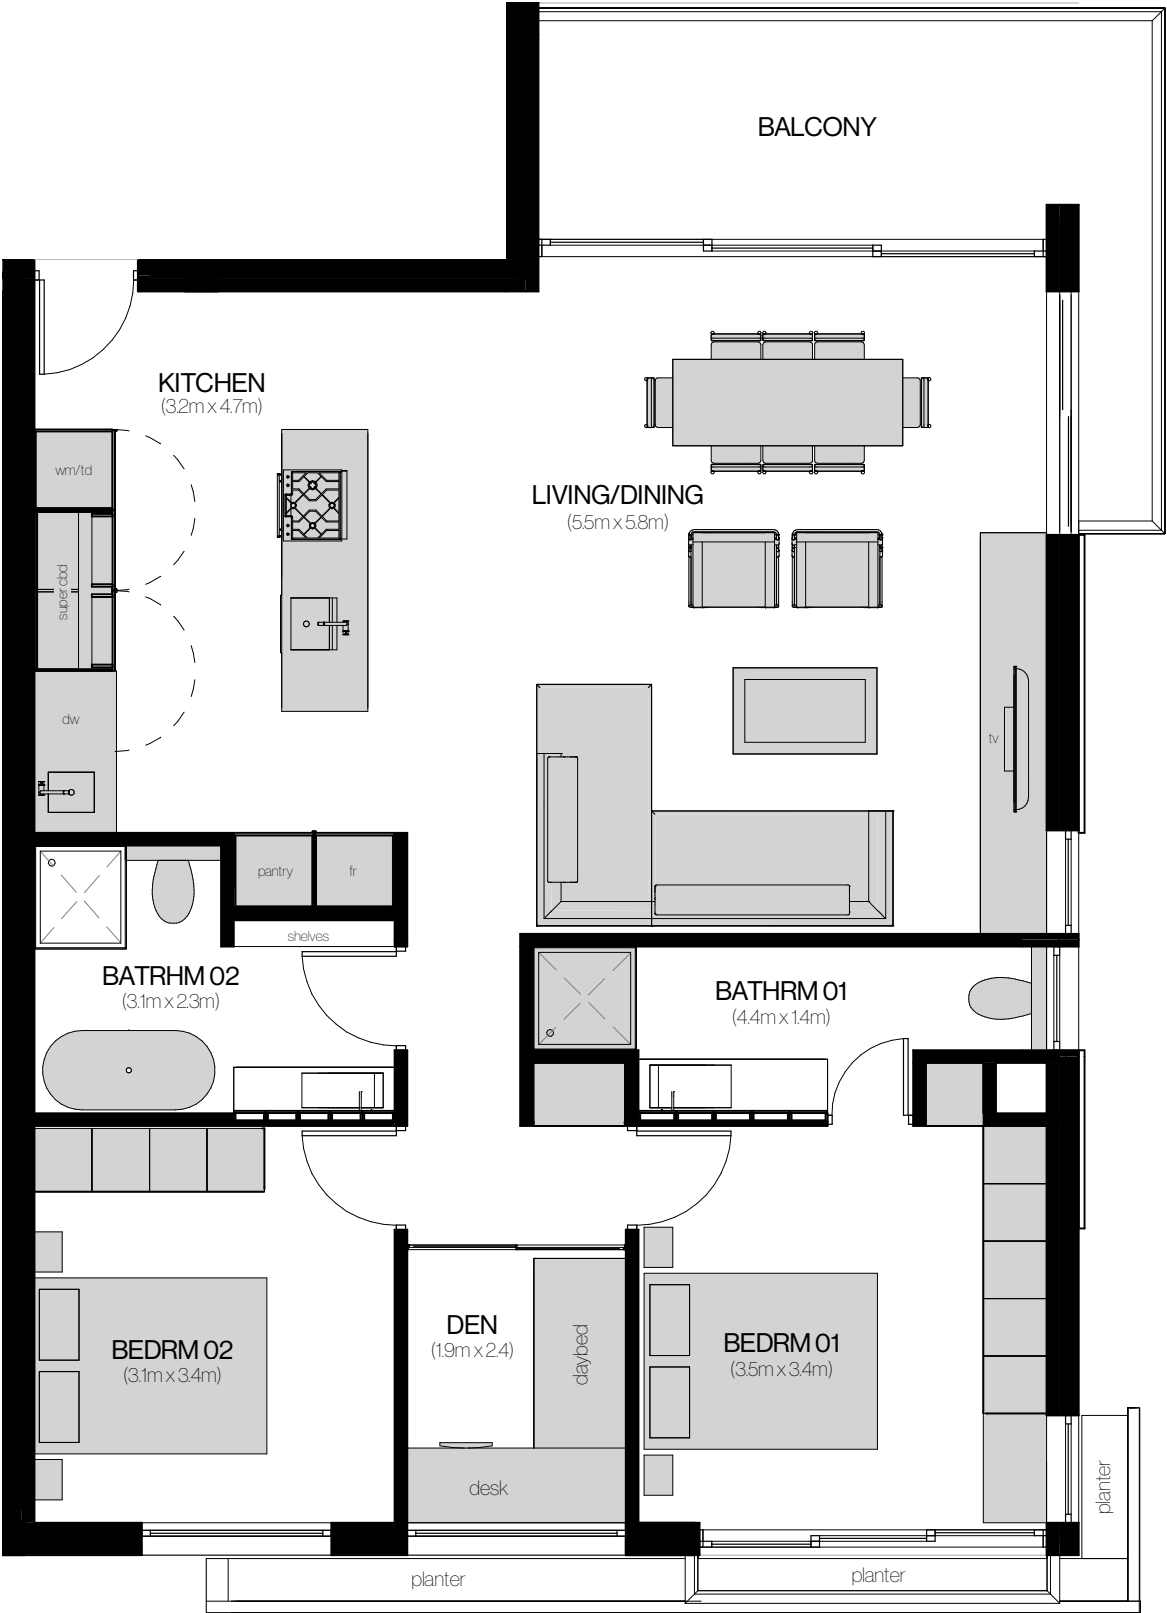 BALCONY
KITCHEN
(3.2m x 4.7m)
wm/td
LIVING/DINING
(5.5m x 5.8m)
super cbd
dw
tv
pantry
fr
shelves
BATRHM 02
(3.1m x 2.3m)
BATHRM 01
(4.4m x 1.4m)
BEDRM 02
(3.1m x 3.4m)
DEN
(1.9m x 2.4)
daybed
BEDRM 01
(3.5m x 3.4m)
desk
planter
planter
planter